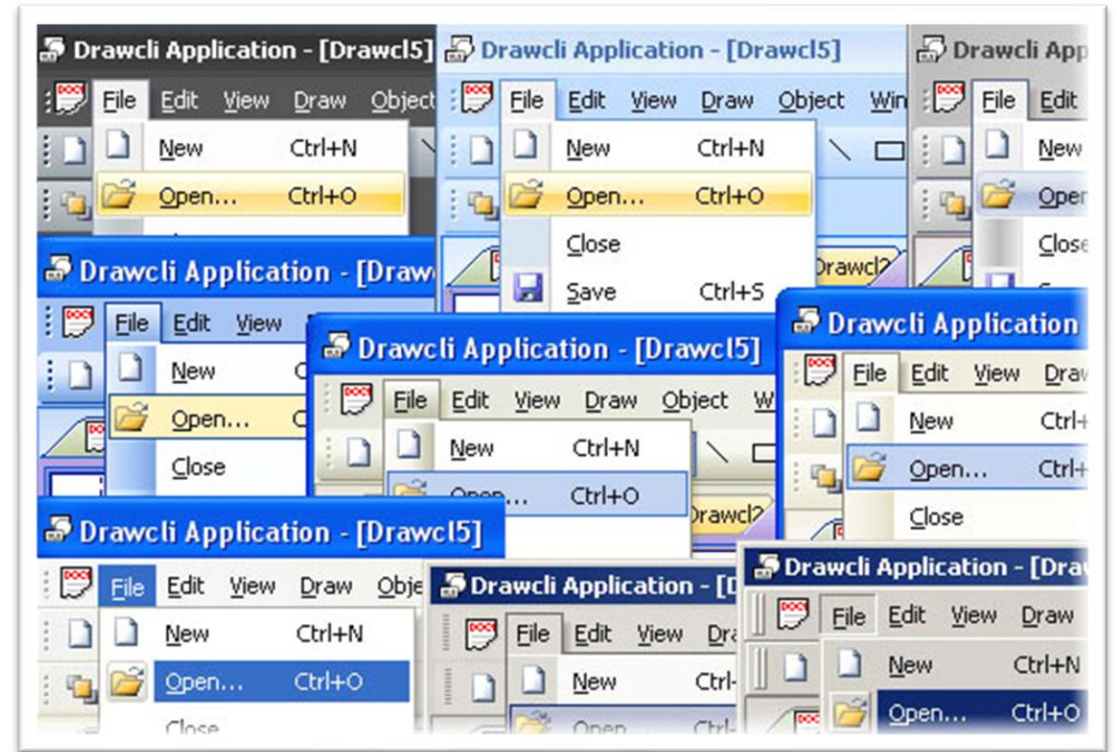 Drawcli Application - [Drawcl5]
File Edit View Draw Object
New Ctrl+N
Open... Ctrl+O
Drawcli Application - [Drawcl5]
File Edit View Draw Object
New Ctrl+N
Open... Ctrl+O
Close
Save Ctrl+S
Drawcl2
Drawcli
File Edit
New
Close
Drawcli Application -
File Edit View
New
Open...
Close
Drawcli Application - [Drawcl5]
File Edit View Draw Object
New Ctrl+N
Open... Ctrl+O
Drawcl2
Drawcli Application
File Edit View
New
Open...
Close
Drawcli Application - [Drawcl5]
File Edit View Draw
New Ctrl+N
Open... Ctrl+O
Close
Drawcli Application -
File Edit View
New
Open...
Drawcli Application -
File Edit View Draw
New Ctrl+N
Open... Ctrl+O